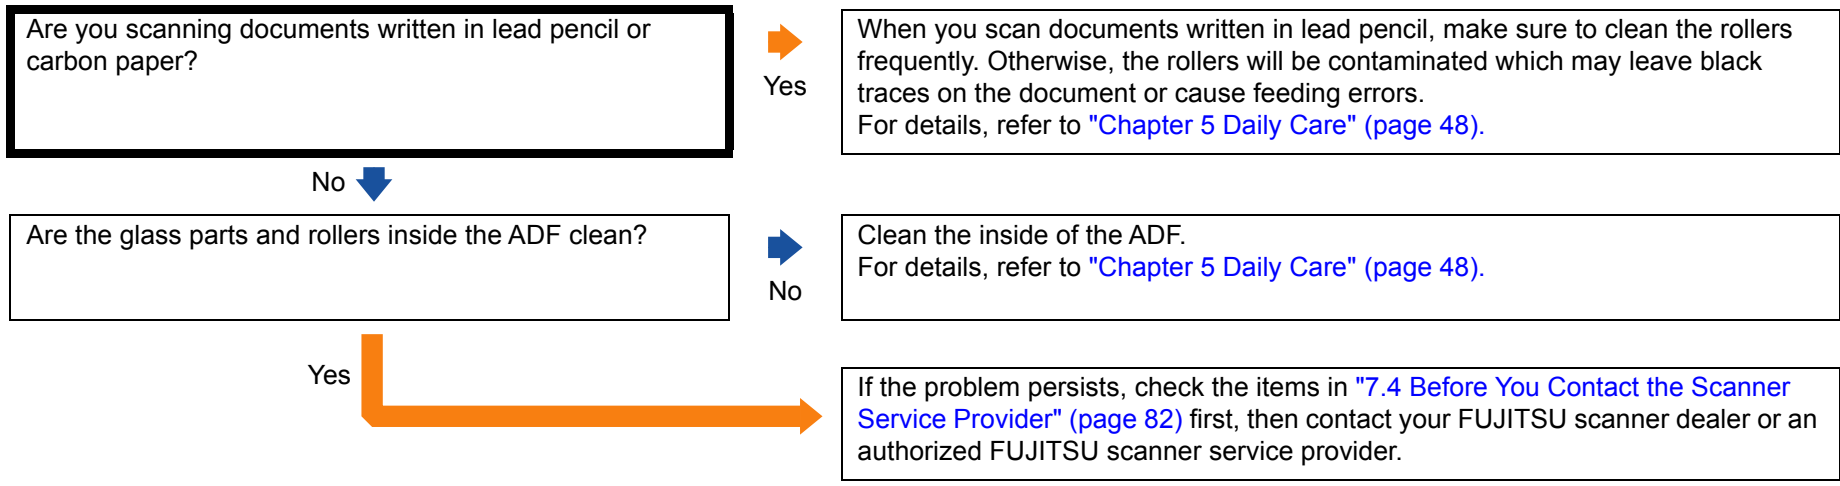 Are you scanning documents written in lead pencil or
carbon paper?
Yes
When you scan documents written in lead pencil, make sure to clean the rollers
frequently. Otherwise, the rollers will be contaminated which may leave black
traces on the document or cause feeding errors.
For details, refer to "Chapter 5 Daily Care" (page 48).
No
Are the glass parts and rollers inside the ADF clean?
No
Clean the inside of the ADF.
For details, refer to "Chapter 5 Daily Care" (page 48).
Yes
If the problem persists, check the items in "7.4 Before You Contact the Scanner
Service Provider" (page 82) first, then contact your FUJITSU scanner dealer or an
authorized FUJITSU scanner service provider.